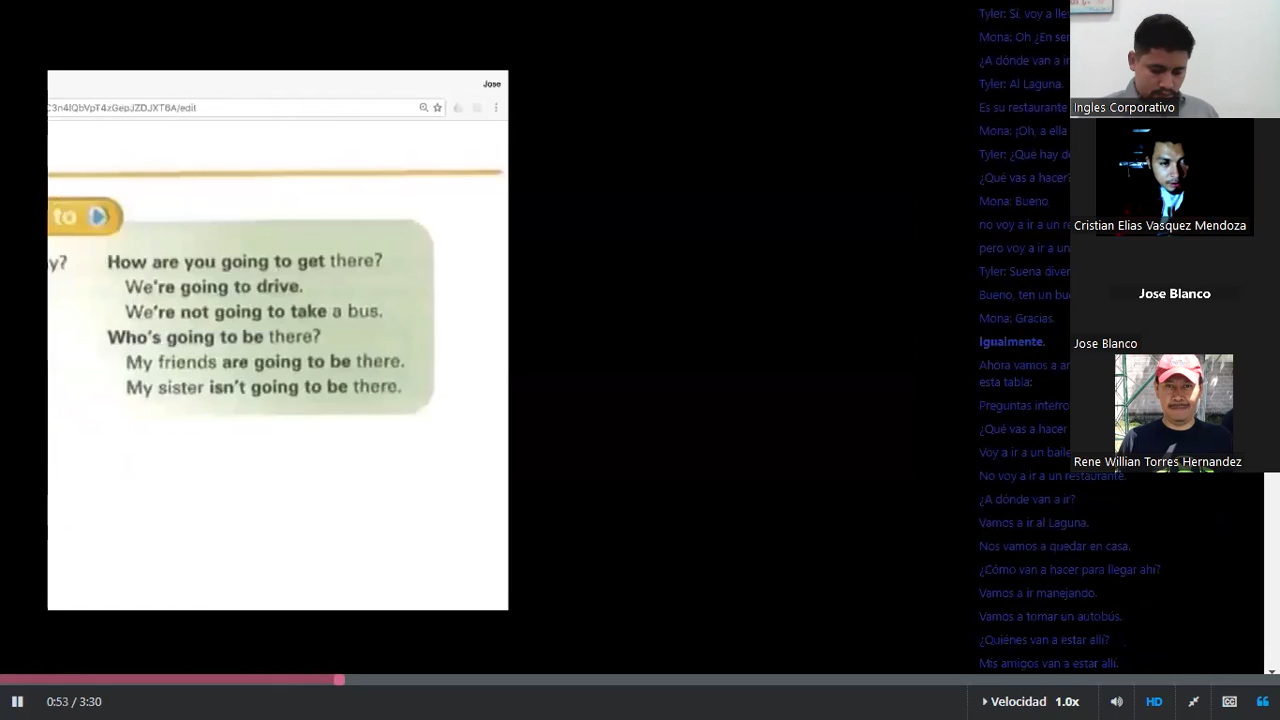 Jose
C3n4IQbVpT4xGepJZDJXT6A/edit
to
y?
How are you going to get there?
We're going to drive.
We're not going to take a bus.
Who's going to be there?
My friends are going to be there.
My sister isn't going to be there.
Tyler: Sí, voy a lle
Mona: Oh ¿En ser
¿A dónde van a ir
Tyler: Al Laguna.
Es su restaurante
Mona: ¡Oh, a ella
Tyler: ¿Qué hay de
¿Qué vas a hacer?
Mona: Bueno
no voy a ir a un re
pero voy a ir a un
Tyler: Suena diver
Bueno, ten un bu
Mona: Gracias.
Igualmente.
Ahora vamos a an
esta tabla:
Preguntas interro
¿Qué vas a hacer
Voy a ir a un baile
No voy a ir a un restaurante.
¿A dónde van a ir?
Vamos a ir al Laguna.
Nos vamos a quedar en casa.
¿Cómo van a hacer para llegar ahí?
Vamos a ir manejando.
Vamos a tomar un autobús.
¿Quiénes van a estar allí?
Mis amigos van a estar allí.
Ingles Corporativo
Cristian Elias Vasquez Mendoza
Jose Blanco
Jose Blanco
Rene Willian Torres Hernandez
0:53 / 3:30
Velocidad 1.0x
HD